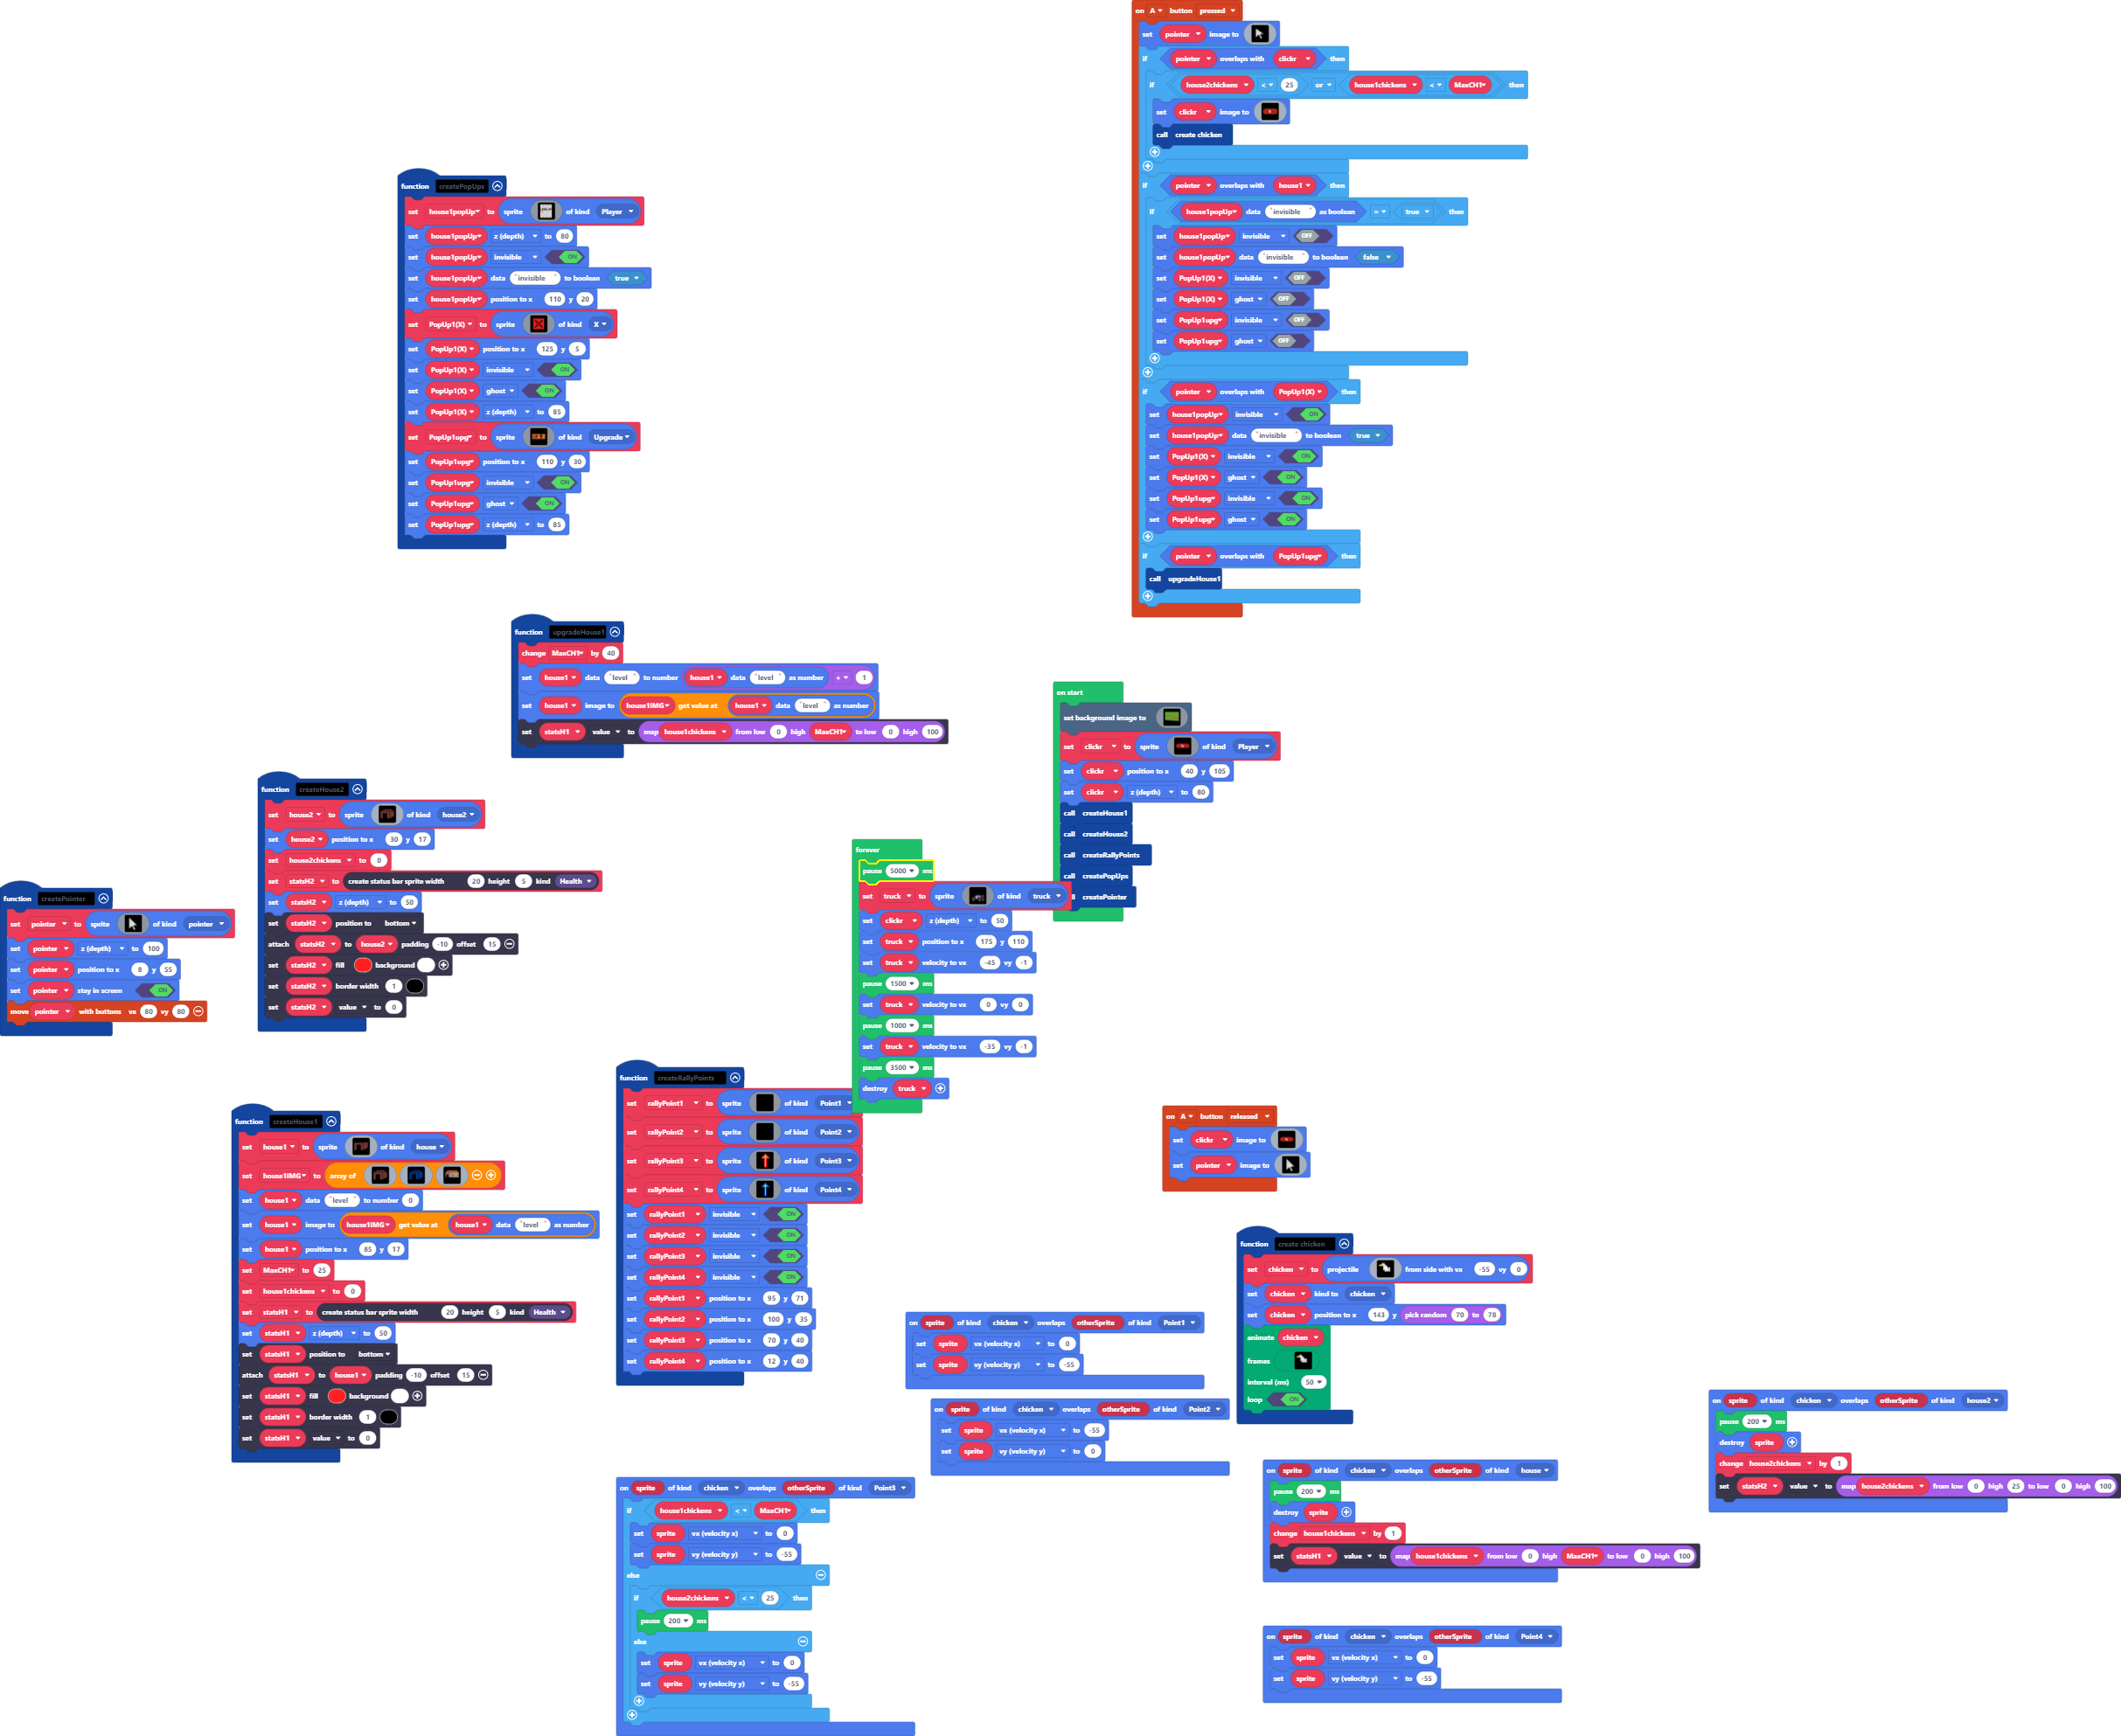 on A button pressed
set pointer image to
if pointer overlaps with clickr then
if house2chickens < 25 or house1chickens < MaxCH1 then
set clickr image to
call create chicken
if pointer overlaps with house1 then
if house1popUp data "invisible" as boolean = true then
set house1popUp invisible OFF
set house1popUp data "invisible" to boolean false
set PopUp1(X) invisible OFF
set PopUp1(X) ghost OFF
set PopUp1upg invisible OFF
set PopUp1upg ghost OFF
if pointer overlaps with PopUp1(X) then
set house1popUp invisible ON
set house1popUp data "invisible" to boolean true
set PopUp1(X) invisible ON
set PopUp1(X) ghost ON
set PopUp1upg invisible ON
set PopUp1upg ghost ON
if pointer overlaps with PopUp1upg then
call upgradeHouse1
function createPopUps
set house1popUp to sprite of kind Player
set house1popUp z (depth) to 80
set house1popUp invisible ON
set house1popUp data "invisible" to boolean true
set house1popUp position to x 110 y 20
set PopUp1(X) to sprite of kind X
set PopUp1(X) position to x 125 y 5
set PopUp1(X) invisible ON
set PopUp1(X) ghost ON
set PopUp1(X) z (depth) to 85
set PopUp1upg to sprite of kind Upgrade
set PopUp1upg position to x 110 y 30
set PopUp1upg invisible ON
set PopUp1upg ghost ON
set PopUp1upg z (depth) to 85
function upgradeHouse1
change MaxCH1 by 40
set house1 data "level" to number house1 data "level" as number + 1
set house1 image to house1IMG get value at house1 data "level" as number
set statsH1 value to map house1chickens from low 0 high MaxCH1 to low 0 high 100
on start
set background image to
set clickr to sprite of kind Player
set clickr position to x 40 y 105
set clickr z (depth) to 80
call createHouse1
call createHouse2
call createRallyPoints
call createPopUps
createPointer
function createHouse2
set house2 to sprite of kind house2
set house2 position to x 30 y 17
set house2chickens to 0
set statsH2 to create status bar sprite width 20 height 5 kind Health
set statsH2 z (depth) to 50
set statsH2 position to bottom
attach statsH2 to house2 padding -10 offset 15
set statsH2 fill background
set statsH2 border width 1
set statsH2 value to 0
function createPointer
set pointer to sprite of kind pointer
set pointer z (depth) to 100
set pointer position to x 8 y 55
set pointer stay in screen ON
move pointer with buttons vx 80 vy 80
forever
pause 5000 ms
set truck to sprite of kind truck
set clickr z (depth) to 50
set truck position to x 175 y 110
set truck velocity to vx -45 vy -1
pause 1500 ms
set truck velocity to vx 0 vy 0
pause 1000 ms
set truck velocity to vx -35 vy -1
pause 3500 ms
destroy truck
function createRallyPoints
set rallyPoint1 to sprite of kind Point1
set rallyPoint2 to sprite of kind Point2
set rallyPoint3 to sprite of kind Point3
set rallyPoint4 to sprite of kind Point4
set rallyPoint1 invisible ON
set rallyPoint2 invisible ON
set rallyPoint3 invisible ON
set rallyPoint4 invisible ON
set rallyPoint1 position to x 95 y 71
set rallyPoint2 position to x 100 y 35
set rallyPoint3 position to x 70 y 40
set rallyPoint4 position to x 12 y 40
function createHouse1
set house1 to sprite of kind house
set house1IMG to array of
set house1 data "level" to number 0
set house1 image to house1IMG get value at house1 data "level" as number
set house1 position to x 85 y 17
set MaxCH1 to 25
set house1chickens to 0
set statsH1 to create status bar sprite width 20 height 5 kind Health
set statsH1 z (depth) to 50
set statsH1 position to bottom
attach statsH1 to house1 padding -10 offset 15
set statsH1 fill background
set statsH1 border width 1
set statsH1 value to 0
on A button released
set clickr image to
set pointer image to
function create chicken
set chicken to projectile from side with vx -55 vy 0
set chicken kind to chicken
set chicken position to x 143 y pick random 70 to 78
animate chicken
frames
interval (ms) 50
loop ON
on sprite of kind chicken overlaps otherSprite of kind Point1
set sprite vx (velocity x) to 0
set sprite vy (velocity y) to -55
on sprite of kind chicken overlaps otherSprite of kind Point2
set sprite vx (velocity x) to -55
set sprite vy (velocity y) to 0
on sprite of kind chicken overlaps otherSprite of kind house2
pause 200 ms
destroy sprite
change house2chickens by 1
set statsH2 value to map house2chickens from low 0 high 25 to low 0 high 100
on sprite of kind chicken overlaps otherSprite of kind house
pause 200 ms
destroy sprite
change house1chickens by 1
set statsH1 value to map house1chickens from low 0 high MaxCH1 to low 0 high 100
on sprite of kind chicken overlaps otherSprite of kind Point3
if house1chickens < MaxCH1 then
set sprite vx (velocity x) to 0
set sprite vy (velocity y) to -55
else
if house2chickens < 25 then
pause 200 ms
else
set sprite vx (velocity x) to 0
set sprite vy (velocity y) to -55
on sprite of kind chicken overlaps otherSprite of kind Point4
set sprite vx (velocity x) to 0
set sprite vy (velocity y) to -55